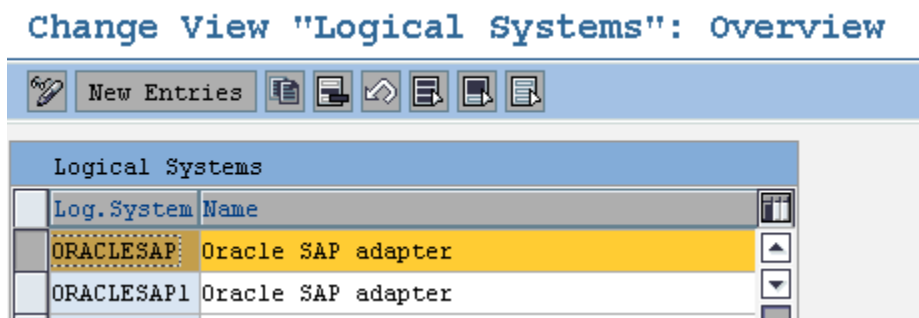 Change View "Logical Systems": Overview
New Entries
Logical Systems
Log.System Name
ORACLESAP Oracle SAP adapter
ORACLESAP1 Oracle SAP adapter